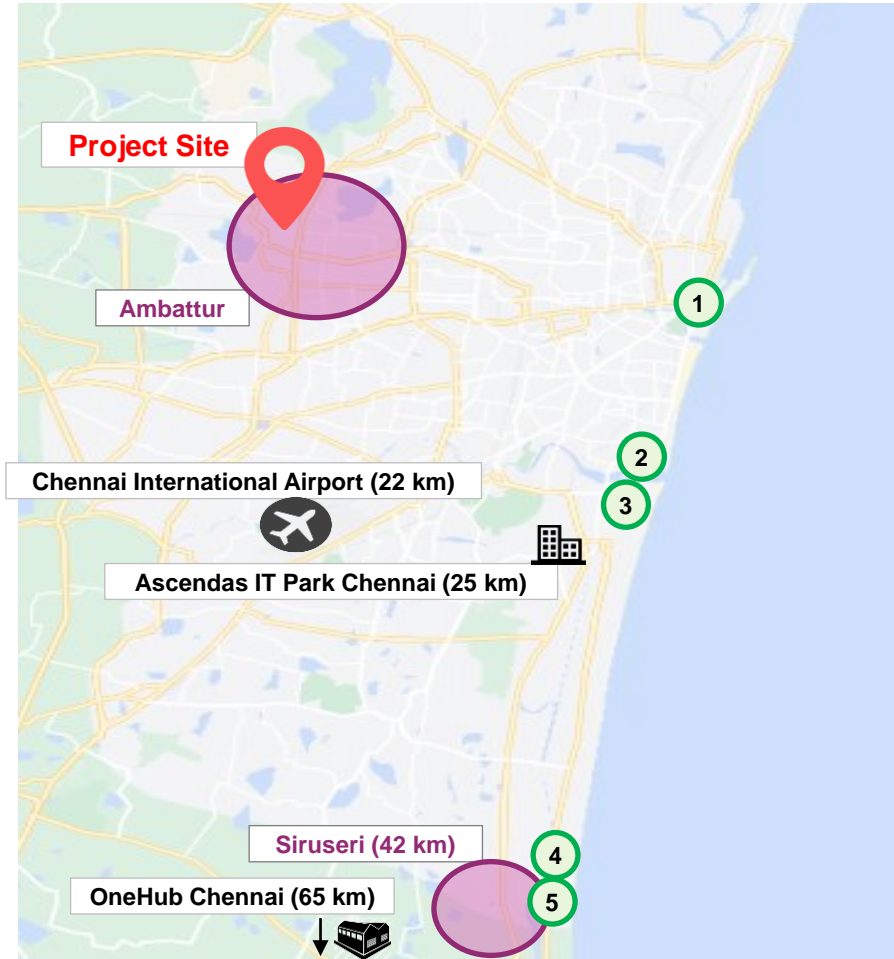 Project Site
Ambattur
1
2
Chennai International Airport (22 km)
3
Ascendas IT Park Chennai (25 km)
Siruseri (42 km)
4
OneHub Chennai (65 km)
5